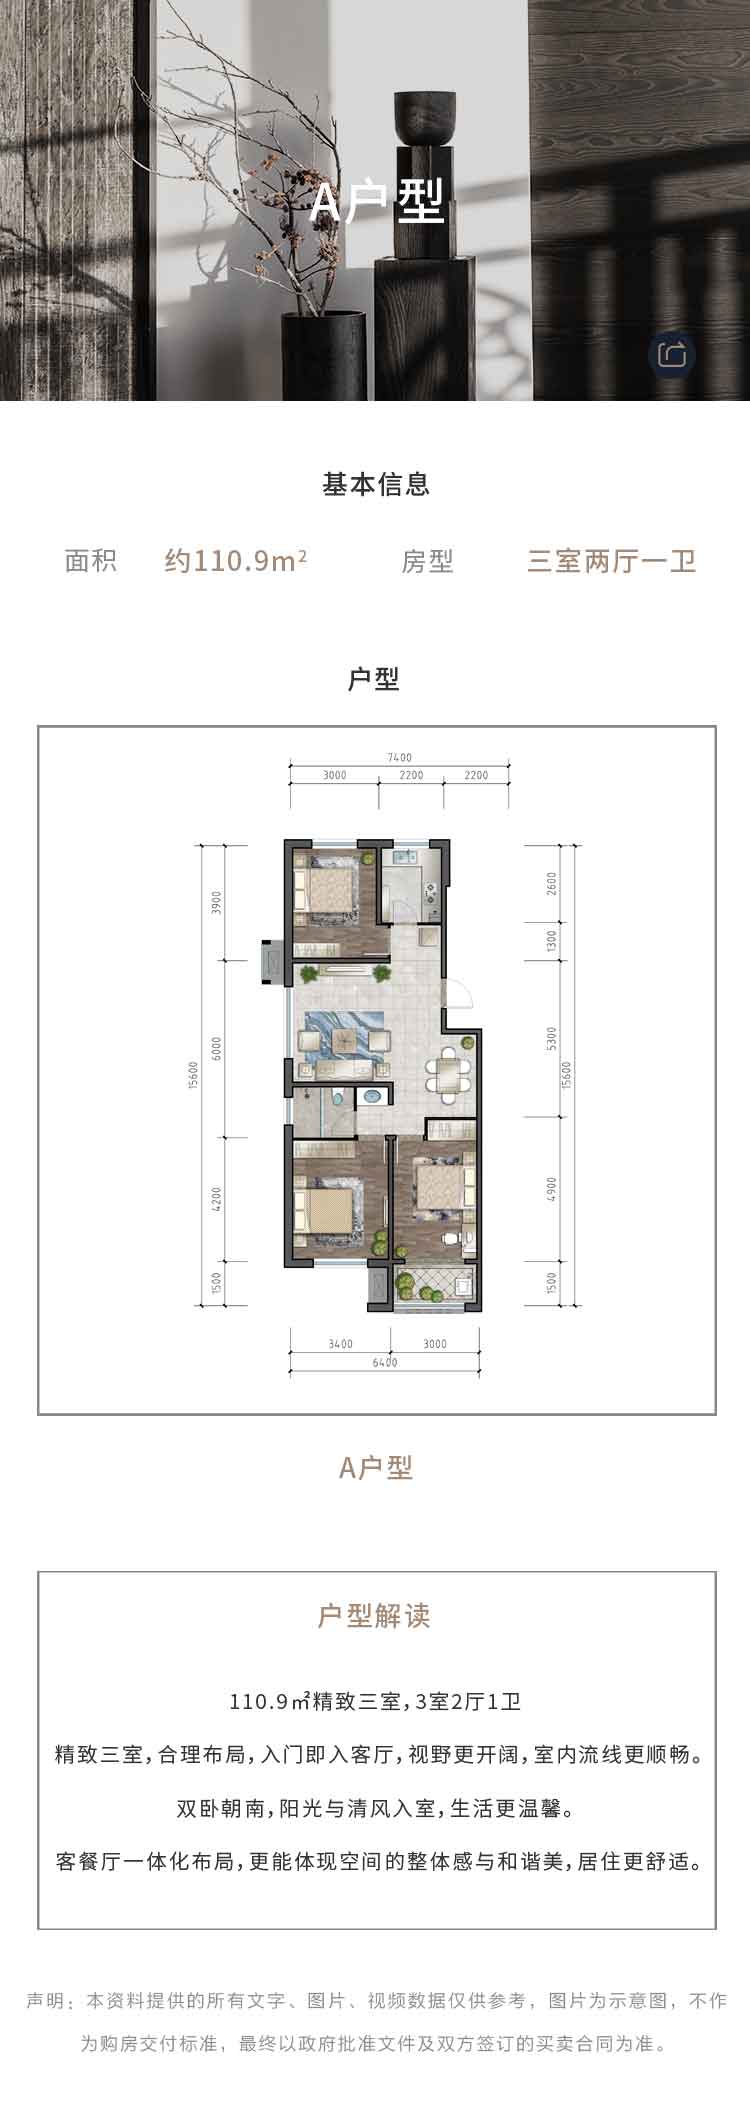 A户型
基本信息
面积 约110.9m² 房型 三室两厅一卫
户型
7400
3000 2200 2200
3900
6000
15600
4200
1500
2600
1300
5300
15600
4900
1500
3400 3000
6400
A户型
户型解读
110.9㎡精致三室,3室2厅1卫
精致三室,合理布局,入门即入客厅,视野更开阔,室内流线更顺畅。
双卧朝南,阳光与清风入室,生活更温馨。
客餐厅一体化布局,更能体现空间的整体感与和谐美,居住更舒适。
声明：本资料提供的所有文字、图片、视频数据仅供参考，图片为示意图，不作
为购房交付标准，最终以政府批准文件及双方签订的买卖合同为准。